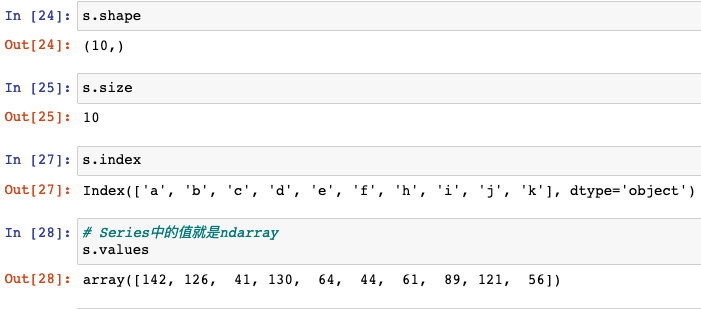 In [24]: s.shape
Out[24]: (10,)
In [25]: s.size
Out[25]: 10
In [27]: s.index
Out[27]: Index(['a', 'b', 'c', 'd', 'e', 'f', 'h', 'i', 'j', 'k'], dtype='object')
In [28]: # Series中的值就是ndarray
s.values
Out[28]: array([142, 126,  41, 130,  64,  44,  61,  89, 121,  56])